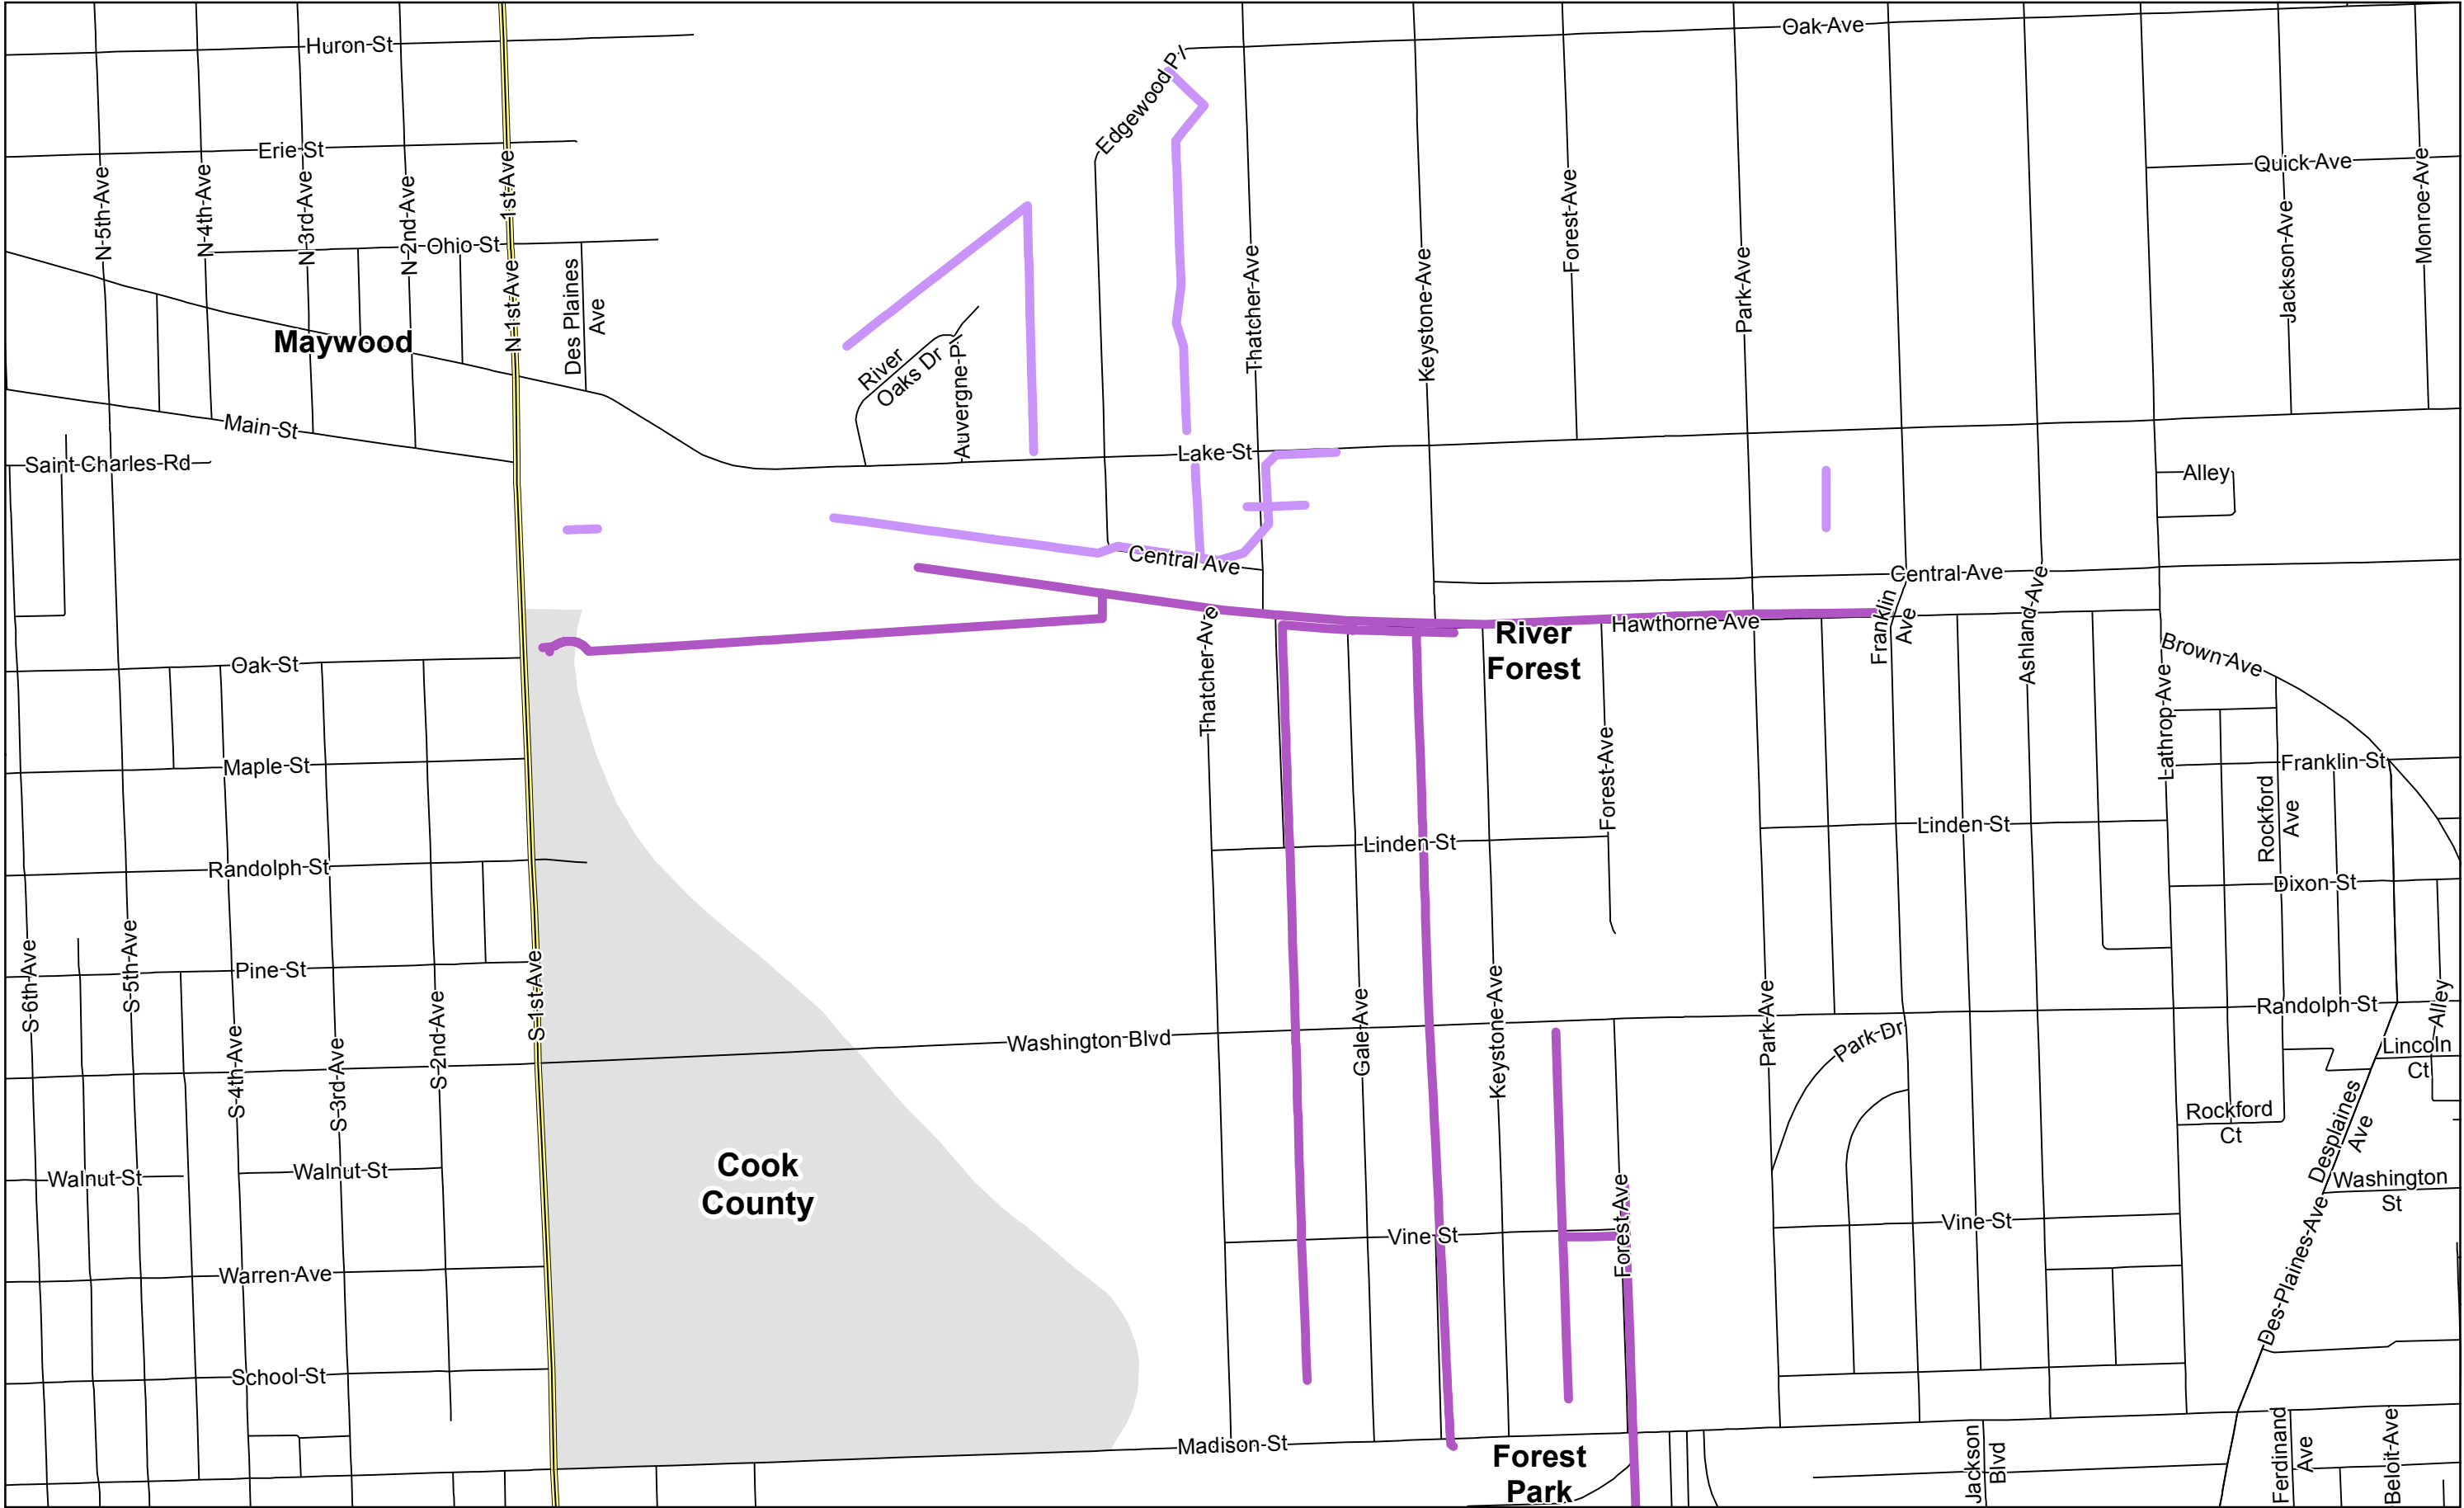 Oak Ave
Huron St
Edgewood Pl
Erie St
Quick Ave
N 5th Ave
N 4th Ave
N 3rd Ave
N 2nd Ave
N 1st Ave
Forest Ave
Monroe Ave
Jackson Ave
Ohio St
N 1st Ave
Des Plaines
Ave
Thatcher Ave
Keystone Ave
Park Ave
Maywood
River
Oaks Dr
Auvergne Pl
Main St
Saint Charles Rd
Lake St
Alley
Central Ave
Central Ave
Franklin
Ave
Ashland Ave
Hawthorne Ave
River
Forest
Oak St
Thatcher Ave
Brown Ave
Lathrop Ave
Maple St
Forest Ave
Franklin St
Rockford
Ave
Linden St
Linden St
Randolph St
Dixon St
S 6th Ave
S 5th Ave
Pine St
S 1st Ave
S 4th Ave
S 3rd Ave
S 2nd Ave
Washington Blvd
Gale Ave
Keystone Ave
Park Ave
Park Dr
Randolph St
Alley
Lincoln
Ct
Rockford
Ct
Desplaines
Ave
Walnut St
Walnut St
Cook
County
Washington
St
Forest Ave
Vine St
Vine St
Des Plaines Ave
Warren Ave
School St
Madison St
Forest
Park
Jackson
Blvd
Ferdinand
Ave
Beloit Ave